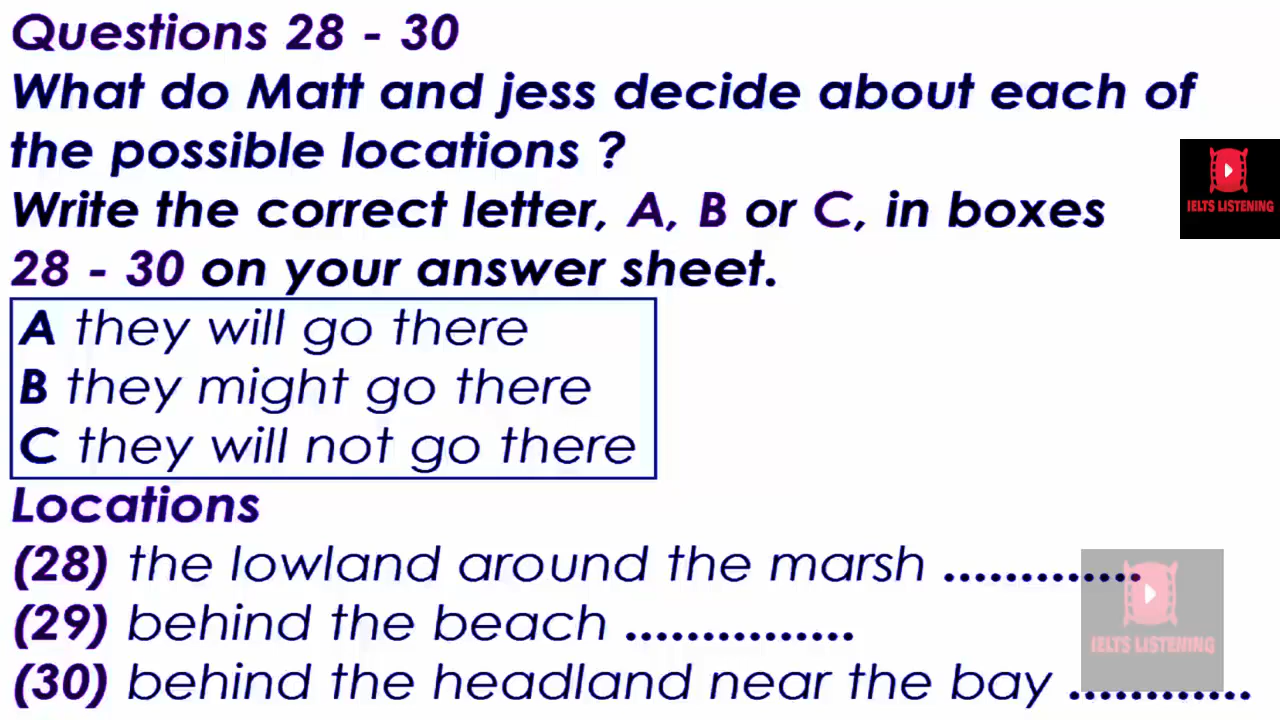 Questions 28 - 30
What do Matt and jess decide about each of
the possible locations ?
Write the correct letter, A, B or C, in boxes
28 - 30 on your answer sheet.
A they will go there
B they might go there
C they will not go there
Locations
(28) the lowland around the marsh .............
(29) behind the beach ...............
(30) behind the headland near the bay ............
IELTS LISTENING
IELTS LISTENING